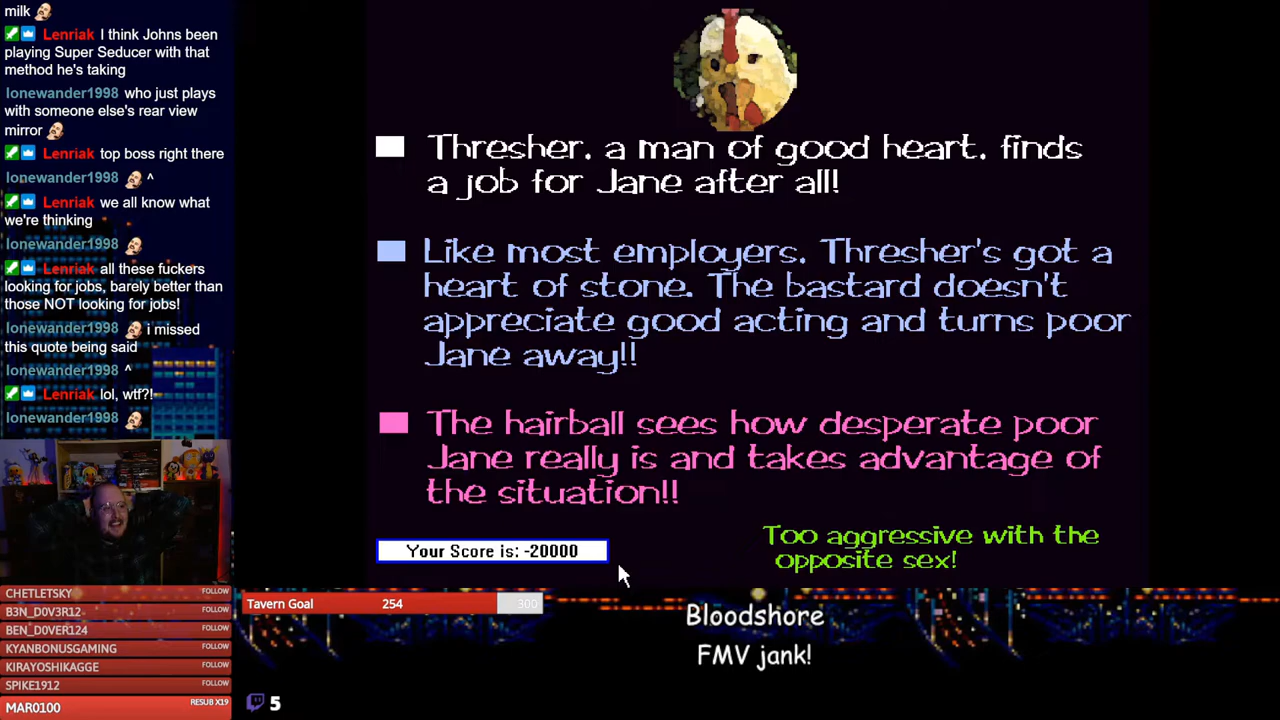 milk
Lenriak I think Johns been
playing Super Seducer with that
method he's taking
lonewander1998 who just plays
with someone else's rear view
mirror
Lenriak top boss right there
lonewander1998 ^
Lenriak we all know what
we're thinking
lonewander1998
Lenriak all these fuckers
looking for jobs, barely better than
those NOT looking for jobs!
lonewander1998 i missed
this quote being said
lonewander1998 ^
Lenriak lol, wtf?!
lonewander1998
Thresher. a man of good heart. finds
a job for Jane after all!
Like most employers. Thresher's got a
heart of stone. The bastard doesn't
appreciate good acting and turns poor
Jane away!!
The hairball sees how desperate poor
Jane really is and takes advantage of
the situation!!
Your Score is: -20000
Too aggressive with the
opposite sex!
CHETLETSKY FOLLOW
B3N_D0V3R12 FOLLOW
BEN_D0VER124 FOLLOW
KYANBONUSGAMING FOLLOW
KIRAYOSHIKAGGE FOLLOW
SPIKE1912 FOLLOW
MAR0100 RESUB X19
Tavern Goal 254 300
Bloodshore
FMV jank!
5